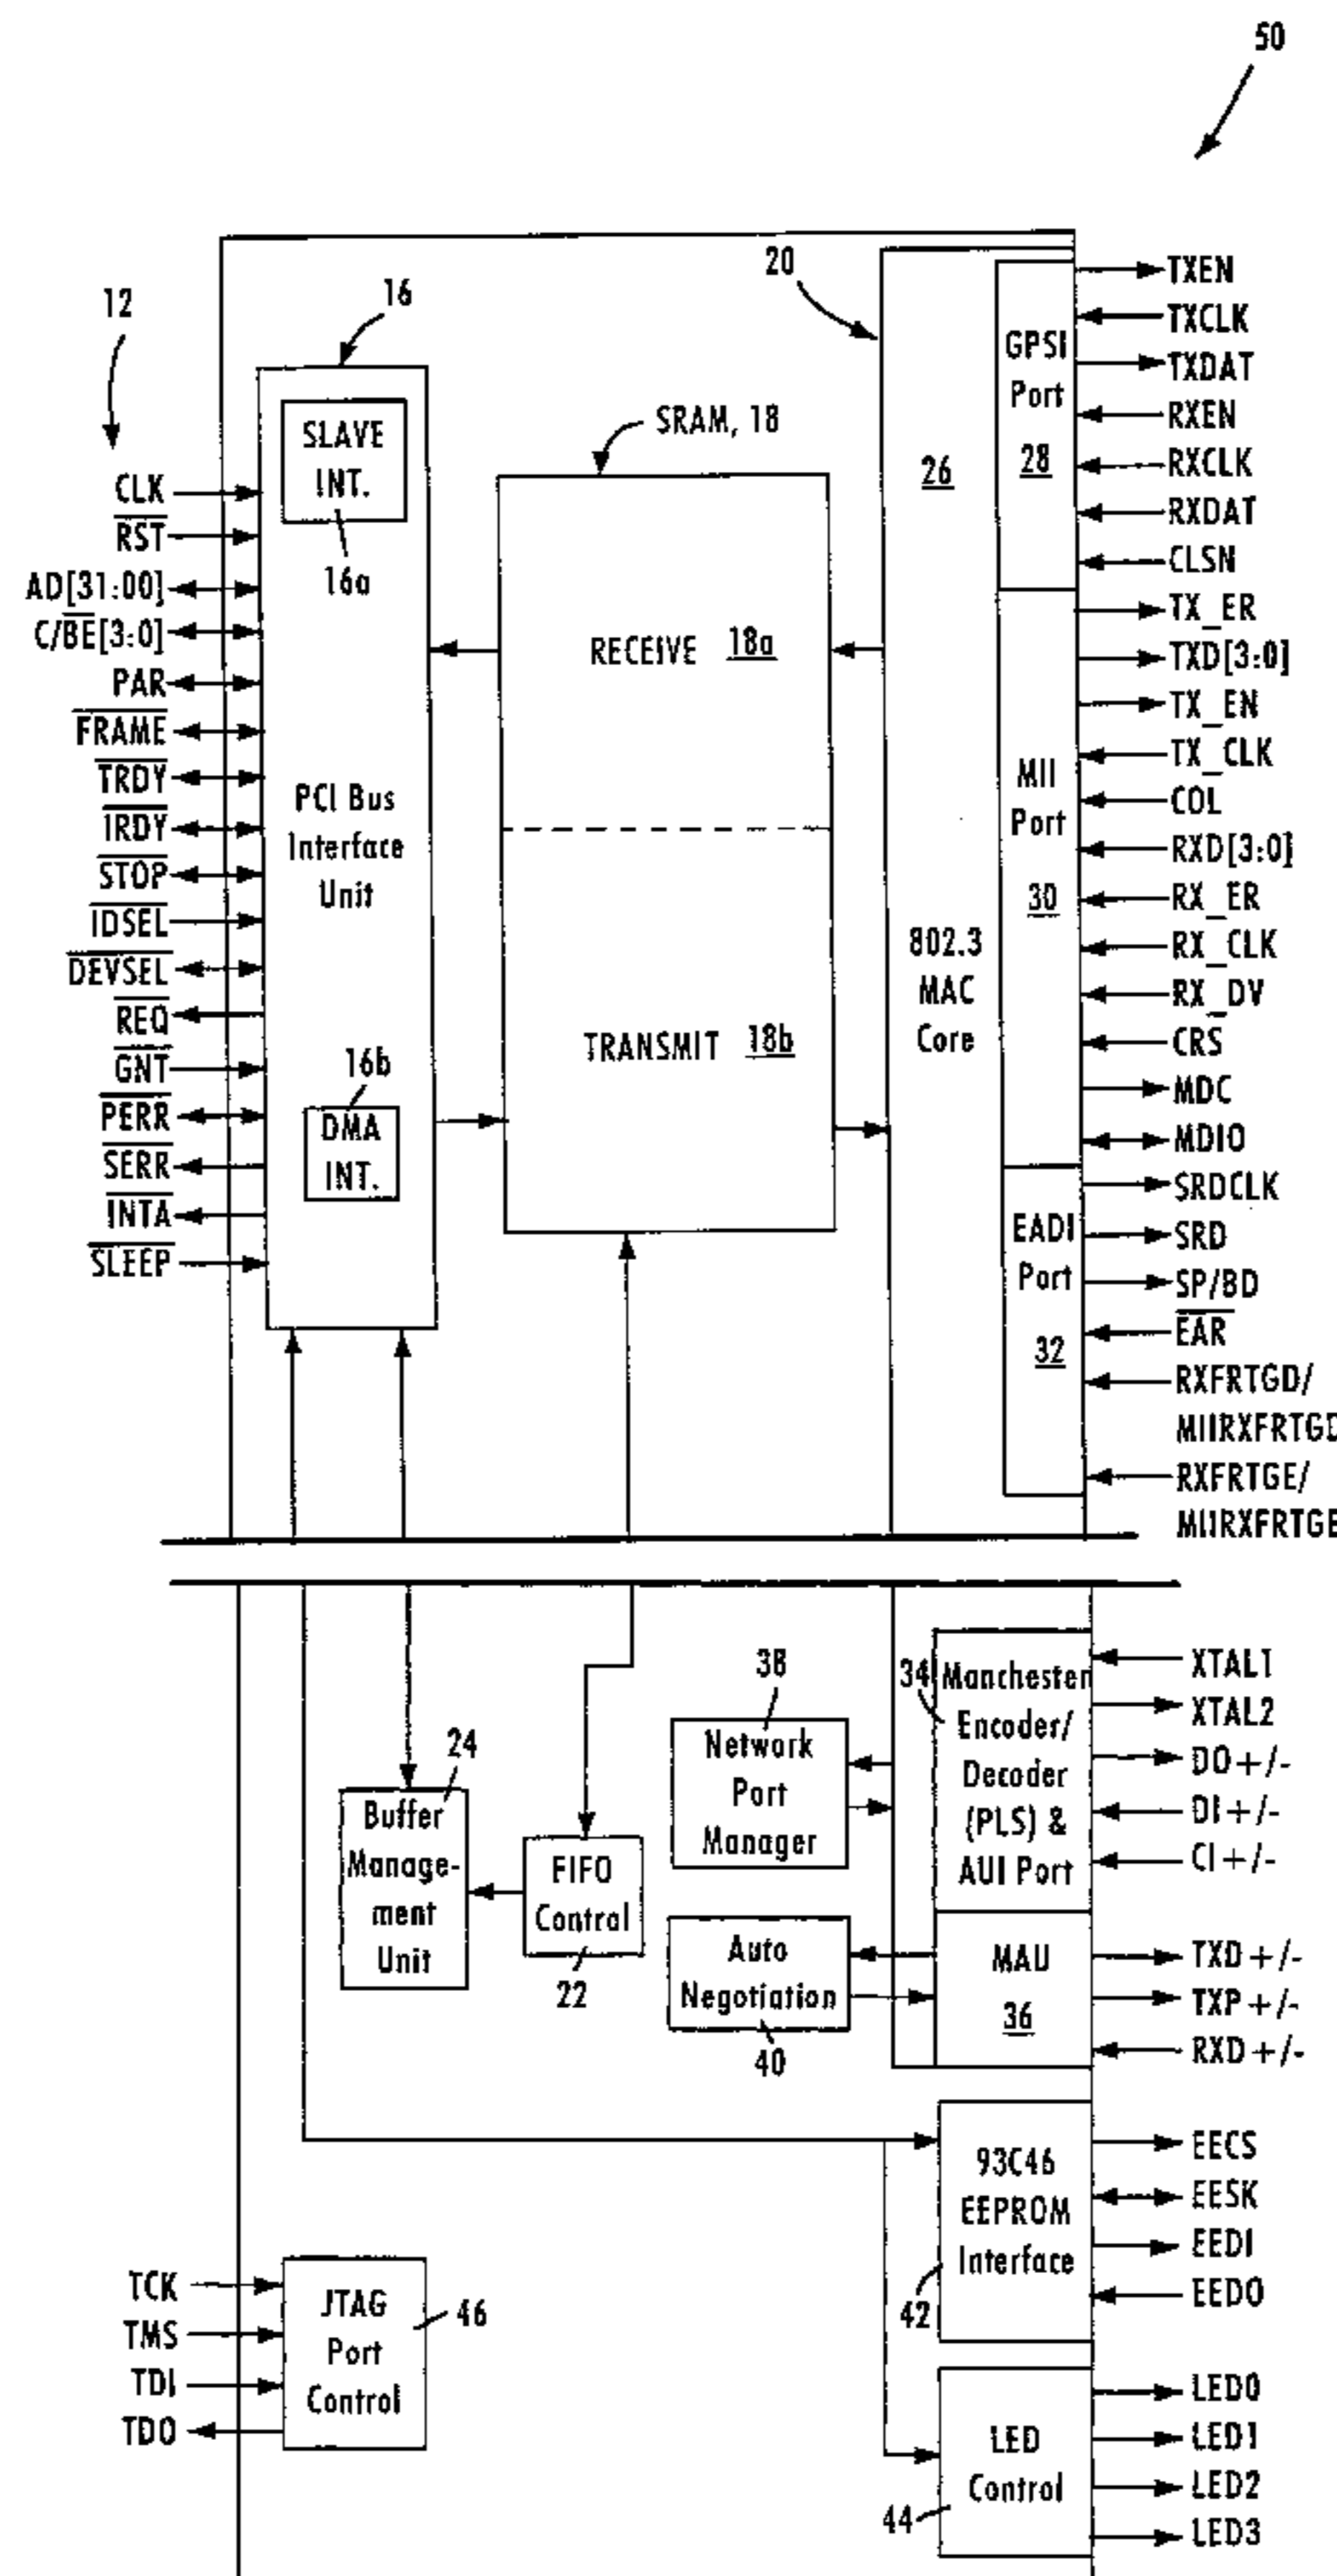 50
12
16
20
SRAM, 18
SLAVE
INT.
16a
CLK
RST
AD[31:00]
C/BE[3:0]
PAR
FRAME
TRDY
IRDY
STOP
IDSEL
DEVSEL
REQ
GNT
PERR
SERR
INTA
SLEEP
PCI Bus
Interface
Unit
16b
DMA
INT.
RECEIVE 18a
TRANSMIT 18b
26
802.3
MAC
Core
GPSI
Port
28
MII
Port
30
EADI
Port
32
TXEN
TXCLK
TXDAT
RXEN
RXCLK
RXDAT
CLSN
TX_ER
TXD[3:0]
TX_EN
TX_CLK
COL
RXD[3:0]
RX_ER
RX_CLK
RX_DV
CRS
MDC
MDIO
SRDCLK
SRD
SP/BD
EAR
RXFRTGD/
MIIRXFRTGD
RXFRTGE/
MIIRXFRTGE
24
Buffer
Manage-
ment
Unit
FIFO
Control
22
38
Network
Port
Manager
Auto
Negotiation
40
34
Manchester
Encoder/
Decoder
(PLS) &
AUI Port
MAU
36
XTAL1
XTAL2
DO+/-
DI+/-
CI+/-
TXD+/-
TXP+/-
RXD+/-
93C46
EEPROM
Interface
42
EECS
EESK
EEDI
EEDO
TCK
TMS
TDI
TDO
JTAG
Port
Control
46
LED
Control
44
LED0
LED1
LED2
LED3